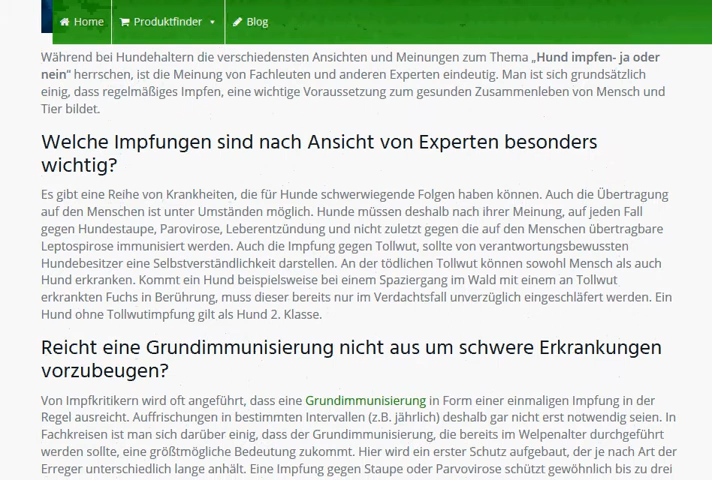 Home
Produktfinder
Blog
Während bei Hundehaltern die verschiedensten Ansichten und Meinungen zum Thema „Hund impfen- ja oder
nein“ herrschen, ist die Meinung von Fachleuten und anderen Experten eindeutig. Man ist sich grundsätzlich
einig, dass regelmäßiges Impfen, eine wichtige Voraussetzung zum gesunden Zusammenleben von Mensch und
Tier bildet.
Welche Impfungen sind nach Ansicht von Experten besonders
wichtig?
Es gibt eine Reihe von Krankheiten, die für Hunde schwerwiegende Folgen haben können. Auch die Übertragung
auf den Menschen ist unter Umständen möglich. Hunde müssen deshalb nach ihrer Meinung, auf jeden Fall
gegen Hundestaupe, Parovirose, Leberentzündung und nicht zuletzt gegen die auf den Menschen übertragbare
Leptospirose immunisiert werden. Auch die Impfung gegen Tollwut, sollte von verantwortungsbewussten
Hundebesitzer eine Selbstverständlichkeit darstellen. An der tödlichen Tollwut können sowohl Mensch als auch
Hund erkranken. Kommt ein Hund beispielsweise bei einem Spaziergang im Wald mit einem an Tollwut
erkrankten Fuchs in Berührung, muss dieser bereits nur im Verdachtsfall unverzüglich eingeschläfert werden. Ein
Hund ohne Tollwutimpfung gilt als Hund 2. Klasse.
Reicht eine Grundimmunisierung nicht aus um schwere Erkrankungen
vorzubeugen?
Von Impfkritikern wird oft angeführt, dass eine Grundimmunisierung in Form einer einmaligen Impfung in der
Regel ausreicht. Auffrischungen in bestimmten Intervallen (z.B. jährlich) deshalb gar nicht erst notwendig seien. In
Fachkreisen ist man sich darüber einig, dass der Grundimmunisierung, die bereits im Welpenalter durchgeführt
werden sollte, eine größtmögliche Bedeutung zukommt. Hier wird ein erster Schutz aufgebaut, der je nach Art der
Erreger unterschiedlich lange anhält. Eine Impfung gegen Staupe oder Parvovirose schützt gewöhnlich bis zu drei